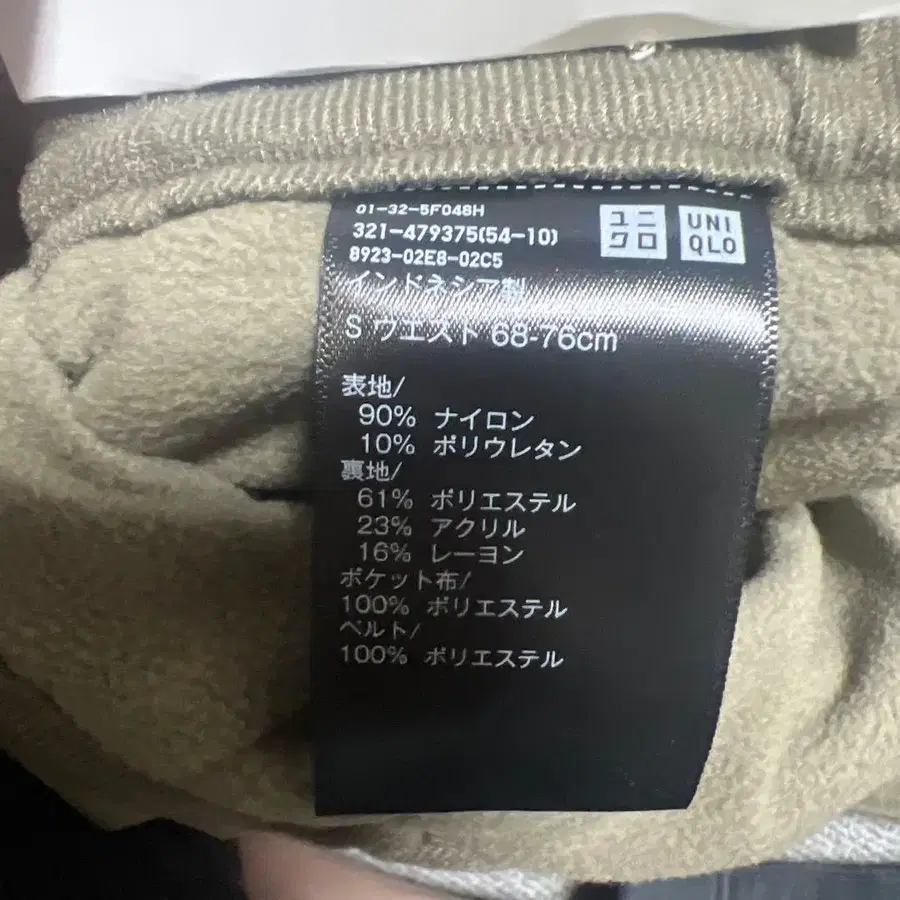 01-32-5F048H
321-479375(54-10)
8923-02E8-02C5
ユニ
クロ
UNI
QLO
インドネシア製
S ウエスト 68-76cm
表地/
90% ナイロン
10% ポリウレタン
裏地/
61% ポリエステル
23% アクリル
16% レーヨン
ポケット布/
100% ポリエステル
ベルト/
100% ポリエステル